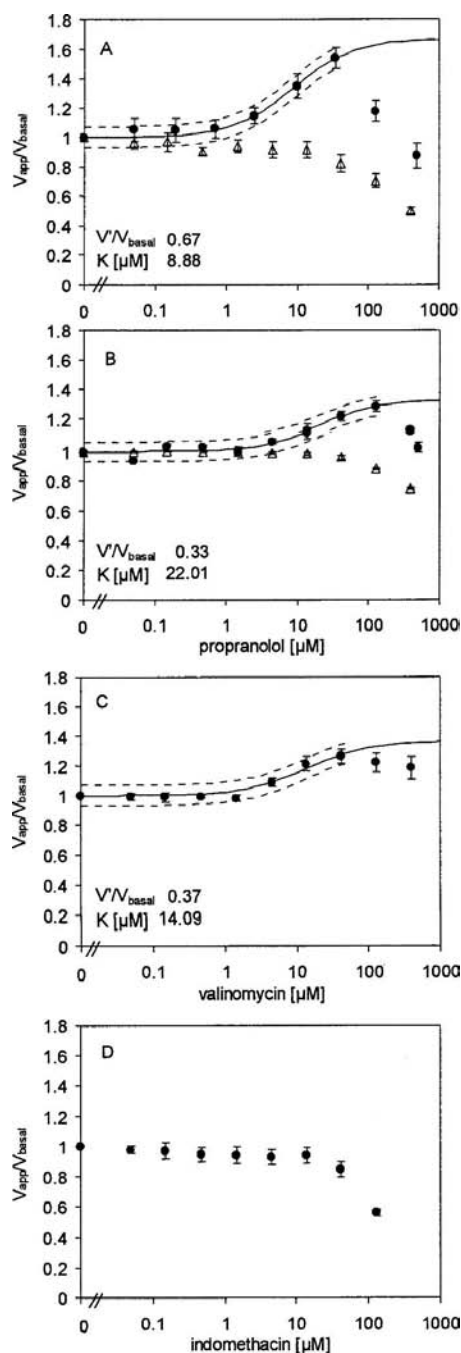 A
Vapp/Vbasal
1.8
1.6
1.4
1.2
1
0.8
0.6
0.4
0.2
0
V'/Vbasal 0.67
K [µM] 8.88
0 0.1 1 10 100 1000
B
Vapp/Vbasal
1.8
1.6
1.4
1.2
1
0.8
0.6
0.4
0.2
0
V'/Vbasal 0.33
K [µM] 22.01
0 0.1 1 10 100 1000
propranolol [µM]
C
Vapp/Vbasal
1.8
1.6
1.4
1.2
1
0.8
0.6
0.4
0.2
0
V'/Vbasal 0.37
K [µM] 14.09
0 0.1 1 10 100 1000
valinomycin [µM]
D
Vapp/Vbasal
1.8
1.6
1.4
1.2
1
0.8
0.6
0.4
0.2
0
0 0.1 1 10 100 1000
indomethacin [µM]